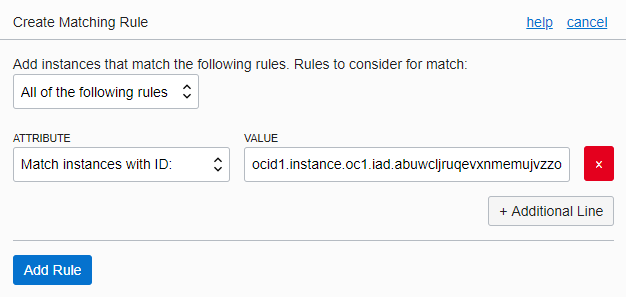 Create Matching Rule help cancel
Add instances that match the following rules. Rules to consider for match:
All of the following rules
ATTRIBUTE VALUE
Match instances with ID: ocid1.instance.oc1.iad.abuwcljruqevxnmemujvzzo x
+ Additional Line
Add Rule